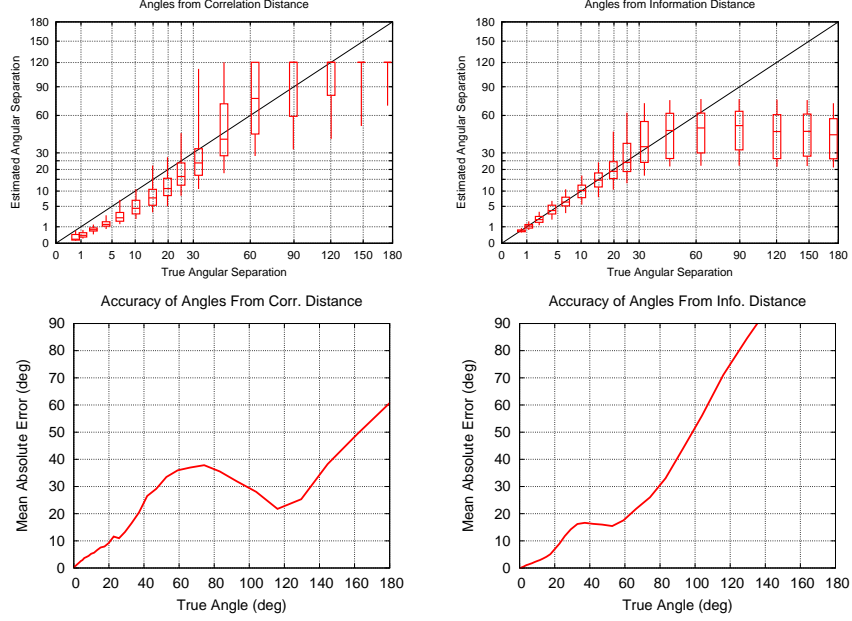 Angles from Correlation Distance
180
150
120
90
60
30
20
10
5
1
0
Estimated Angular Separation
0 1 5 10 20 30 60 90 120 150 180
True Angular Separation
Angles from Information Distance
180
150
120
90
60
30
20
10
5
1
0
Estimated Angular Separation
0 1 5 10 20 30 60 90 120 150 180
True Angular Separation
Accuracy of Angles From Corr. Distance
90
80
70
60
50
40
30
20
10
0
Mean Absolute Error (deg)
0 20 40 60 80 100 120 140 160 180
True Angle (deg)
Accuracy of Angles From Info. Distance
90
80
70
60
50
40
30
20
10
0
Mean Absolute Error (deg)
0 20 40 60 80 100 120 140 160 180
True Angle (deg)